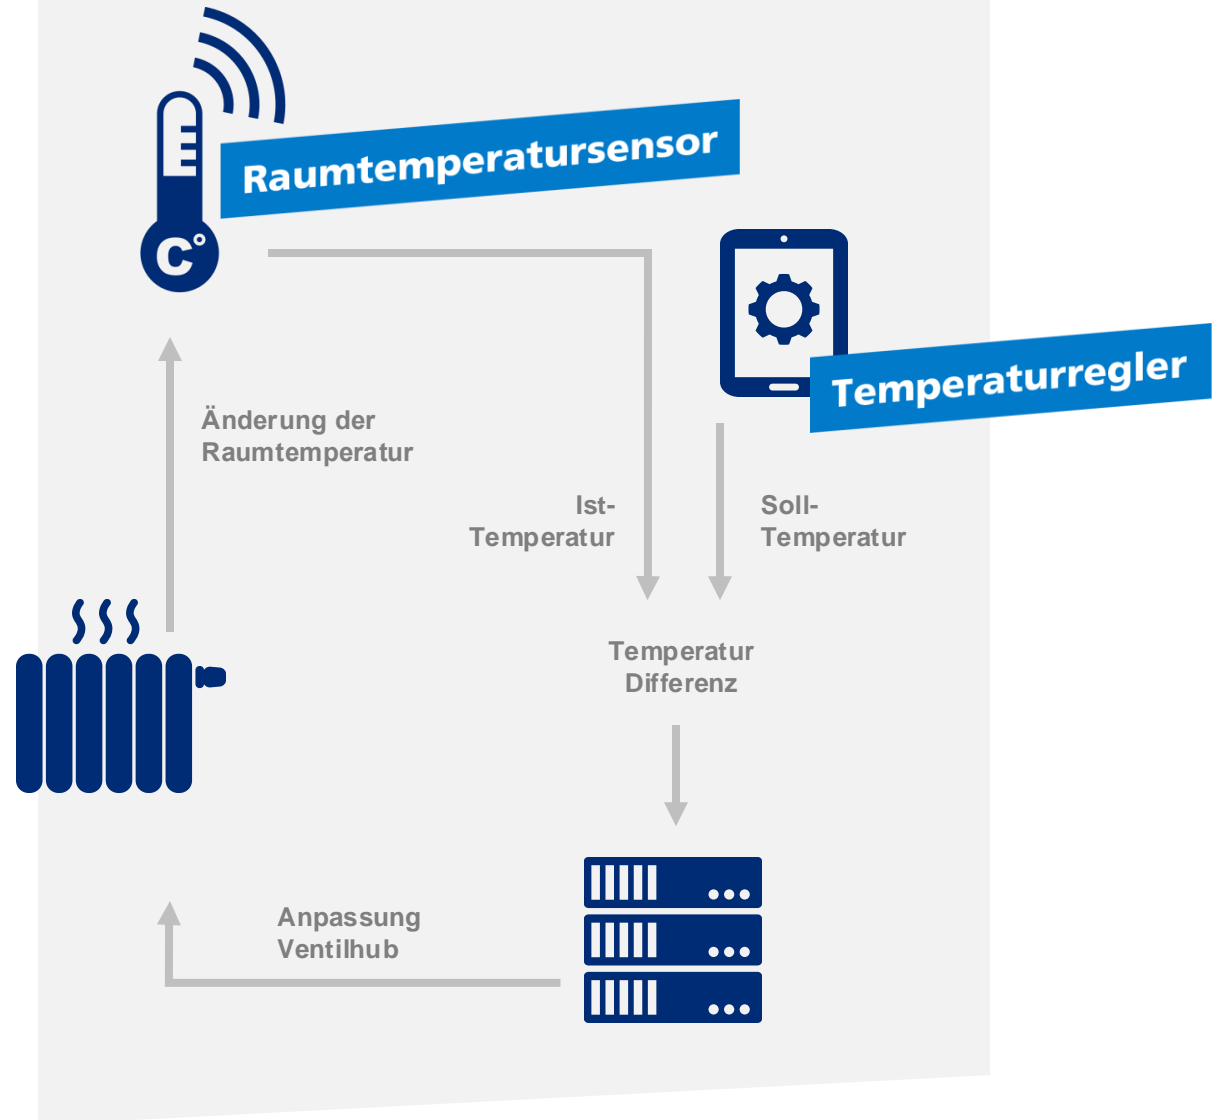 Raumtemperatursensor
C°
Temperaturregler
Änderung der
Raumtemperatur
Ist-
Temperatur
Soll-
Temperatur
Temperatur
Differenz
Anpassung
Ventilhub